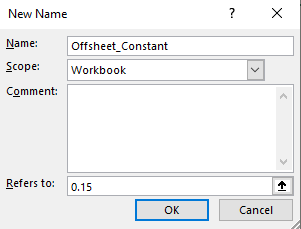 New Name ? ×
Name: Offsheet_Constant
Scope: Workbook
Comment:
Refers to: 0.15
OK Cancel